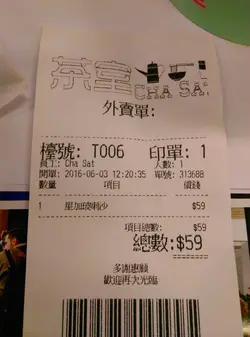 茶室
CHA SAT
外賣單:
檯號: T006 印單: 1
員工: Cha Sat 人數: 1
開單: 2016-06-03 12:20:35 單號: 313688
數量 項目 價錢
1 星加啵喇沙 $59
項目總數: $59
總數:$59
多謝惠顧
歡迎再次光臨